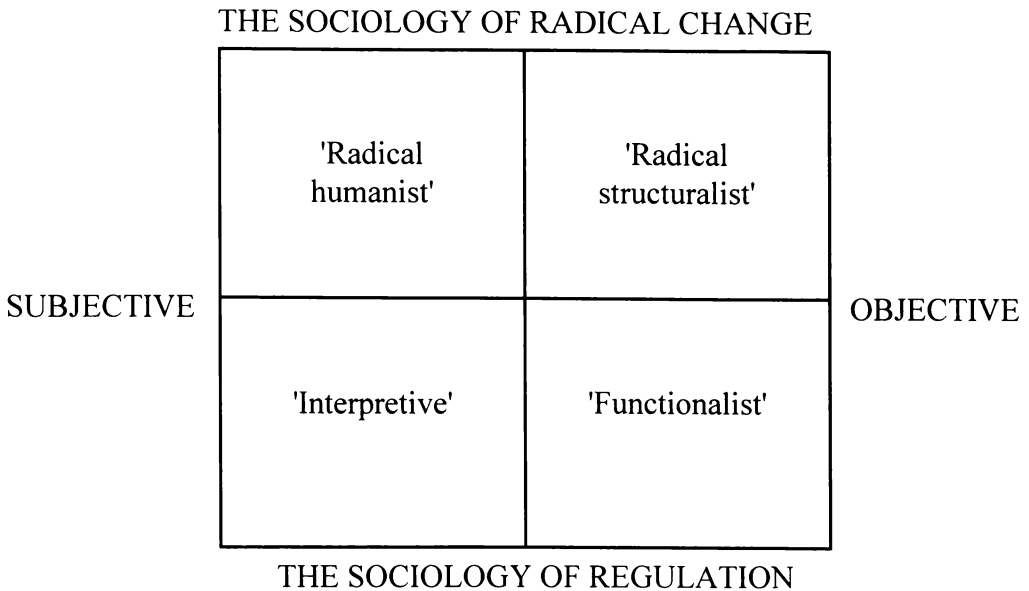 THE SOCIOLOGY OF RADICAL CHANGE
'Radical
humanist'
'Radical
structuralist'
SUBJECTIVE
OBJECTIVE
'Interpretive'
'Functionalist'
THE SOCIOLOGY OF REGULATION